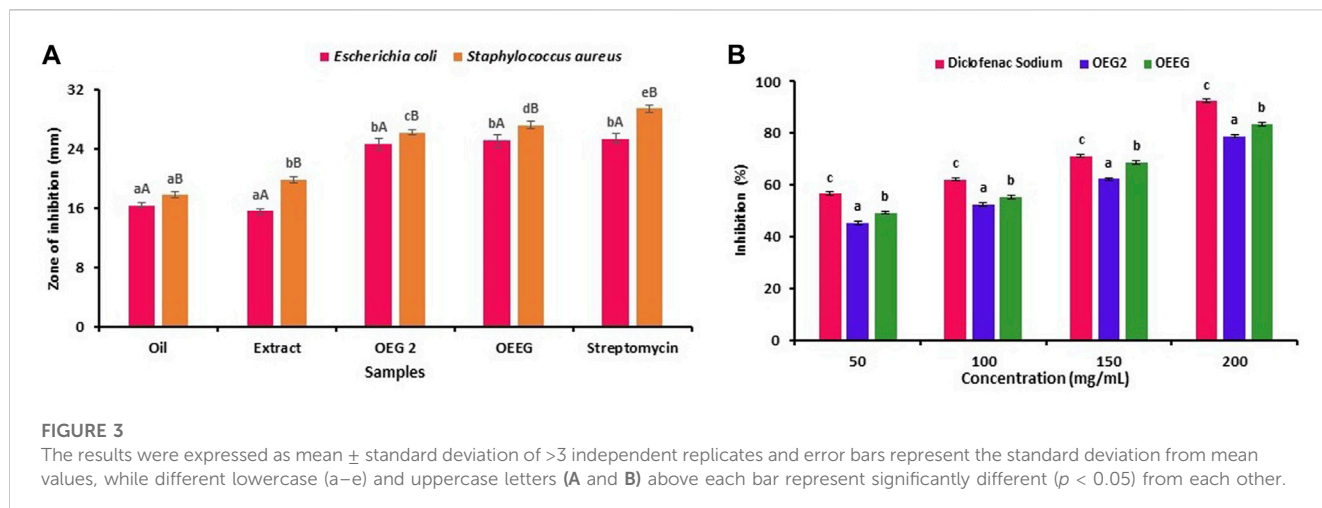 A
Escherichia coli Staphylococcus aureus
Zone of inhibition (mm)
32
24
16
8
0
aA aB aA bB bA cB bA dB bA eB
Oil Extract OEG 2 OEEG Streptomycin
Samples
B
Diclofenac Sodium OEG2 OEEG
Inhibition (%)
100
80
60
40
20
0
c a b c a b c a b c a b
50 100 150 200
Concentration (mg/mL)
FIGURE 3
The results were expressed as mean ± standard deviation of >3 independent replicates and error bars represent the standard deviation from mean
values, while different lowercase (a–e) and uppercase letters (A and B) above each bar represent significantly different (p < 0.05) from each other.